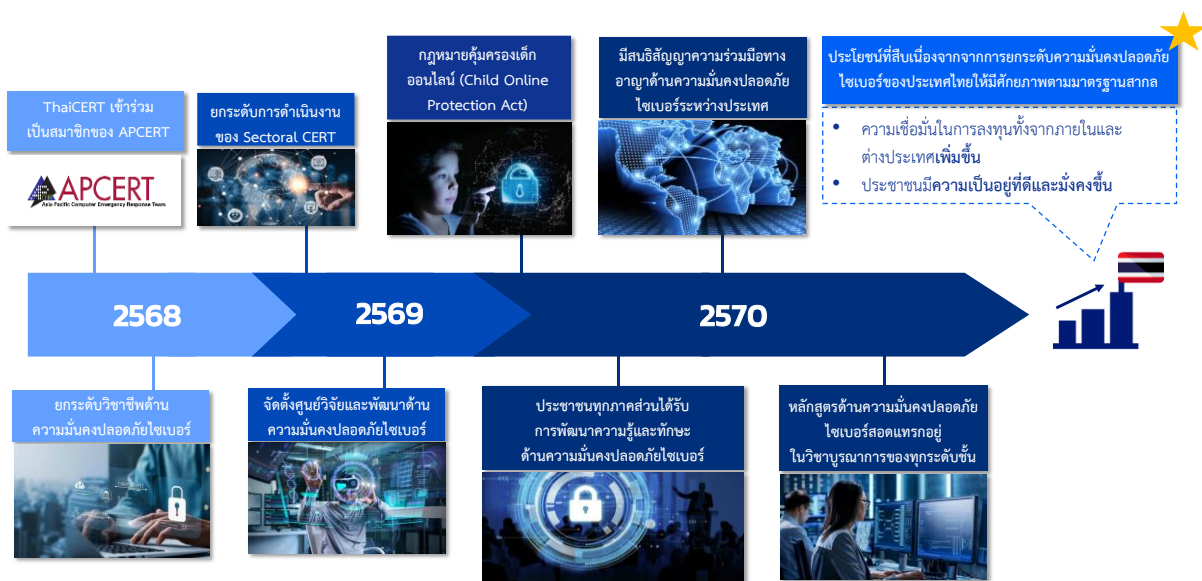 ThaiCERT เข้าร่วม
เป็นสมาชิกของ APCERT
APCERT
Asia Pacific Computer Emergency Response Team
ยกระดับการดำเนินงาน
ของ Sectoral CERT
กฎหมายคุ้มครองเด็ก
ออนไลน์ (Child Online
Protection Act)
มีสนธิสัญญาความร่วมมือทาง
อาญาด้านความมั่นคงปลอดภัย
ไซเบอร์ระหว่างประเทศ
ประโยชน์ที่สืบเนื่องจากจากการยกระดับความมั่นคงปลอดภัย
ไซเบอร์ของประเทศไทยให้มีศักยภาพตามมาตรฐานสากล
• ความเชื่อมั่นในการลงทุนทั้งจากภายในและ
ต่างประเทศเพิ่มขึ้น
• ประชาชนมีความเป็นอยู่ที่ดีและมั่งคงขึ้น
2568
2569
2570
ยกระดับวิชาชีพด้าน
ความมั่นคงปลอดภัยไซเบอร์
จัดตั้งศูนย์วิจัยและพัฒนาด้าน
ความมั่นคงปลอดภัยไซเบอร์
ประชาชนทุกภาคส่วนได้รับ
การพัฒนาความรู้และทักษะ
ด้านความมั่นคงปลอดภัยไซเบอร์
หลักสูตรด้านความมั่นคงปลอดภัย
ไซเบอร์สอดแทรกอยู่
ในวิชาบูรณาการของทุกระดับชั้น